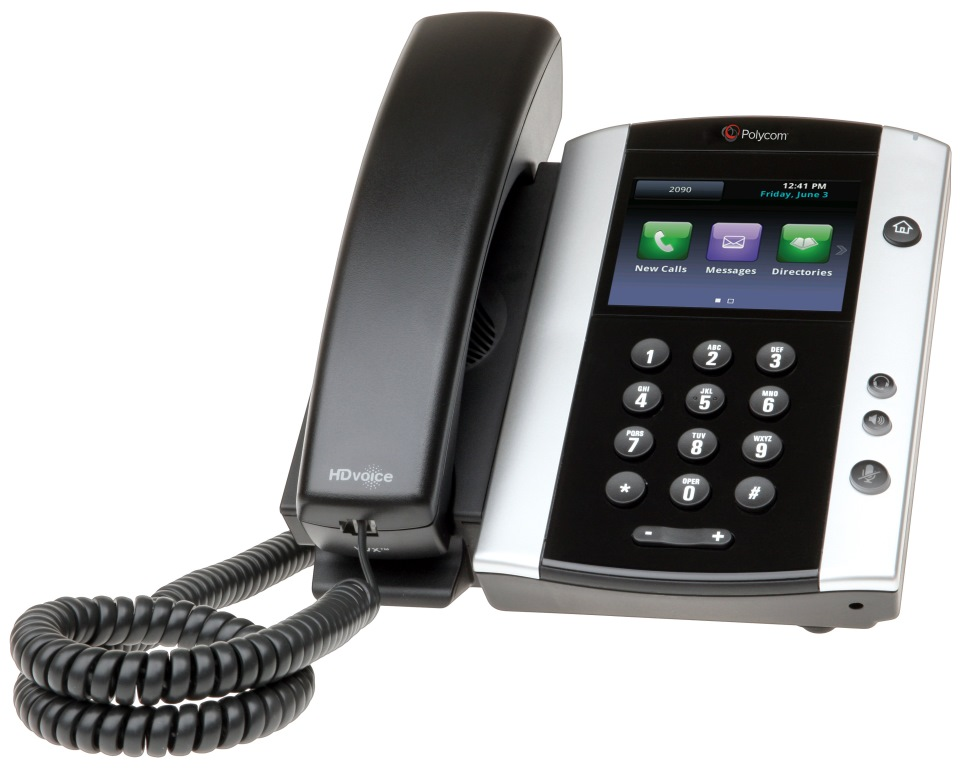 Polycom
2090
12:41 PM
Friday, June 3
New Calls Messages Directories
1 ABC 2 DEF 3
GHI 4 JKL 5 MNO 6
PQRS 7 TUV 8 WXYZ 9
* OPER 0 #
- +
HDvoice